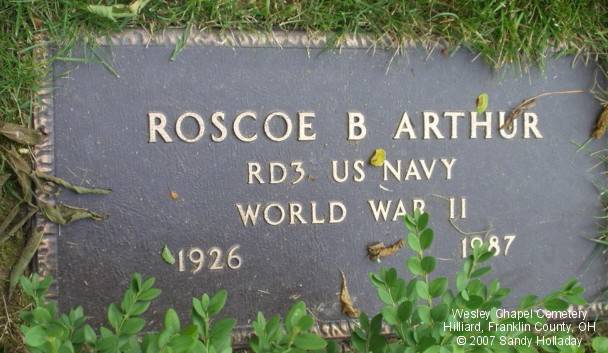 ROSCOE B ARTHUR
RD3 US NAVY
WORLD WAR II
1926 1987
Wesley Chapel Cemetery
Hilliard, Franklin County, OH
© 2007 Sandy Holladay